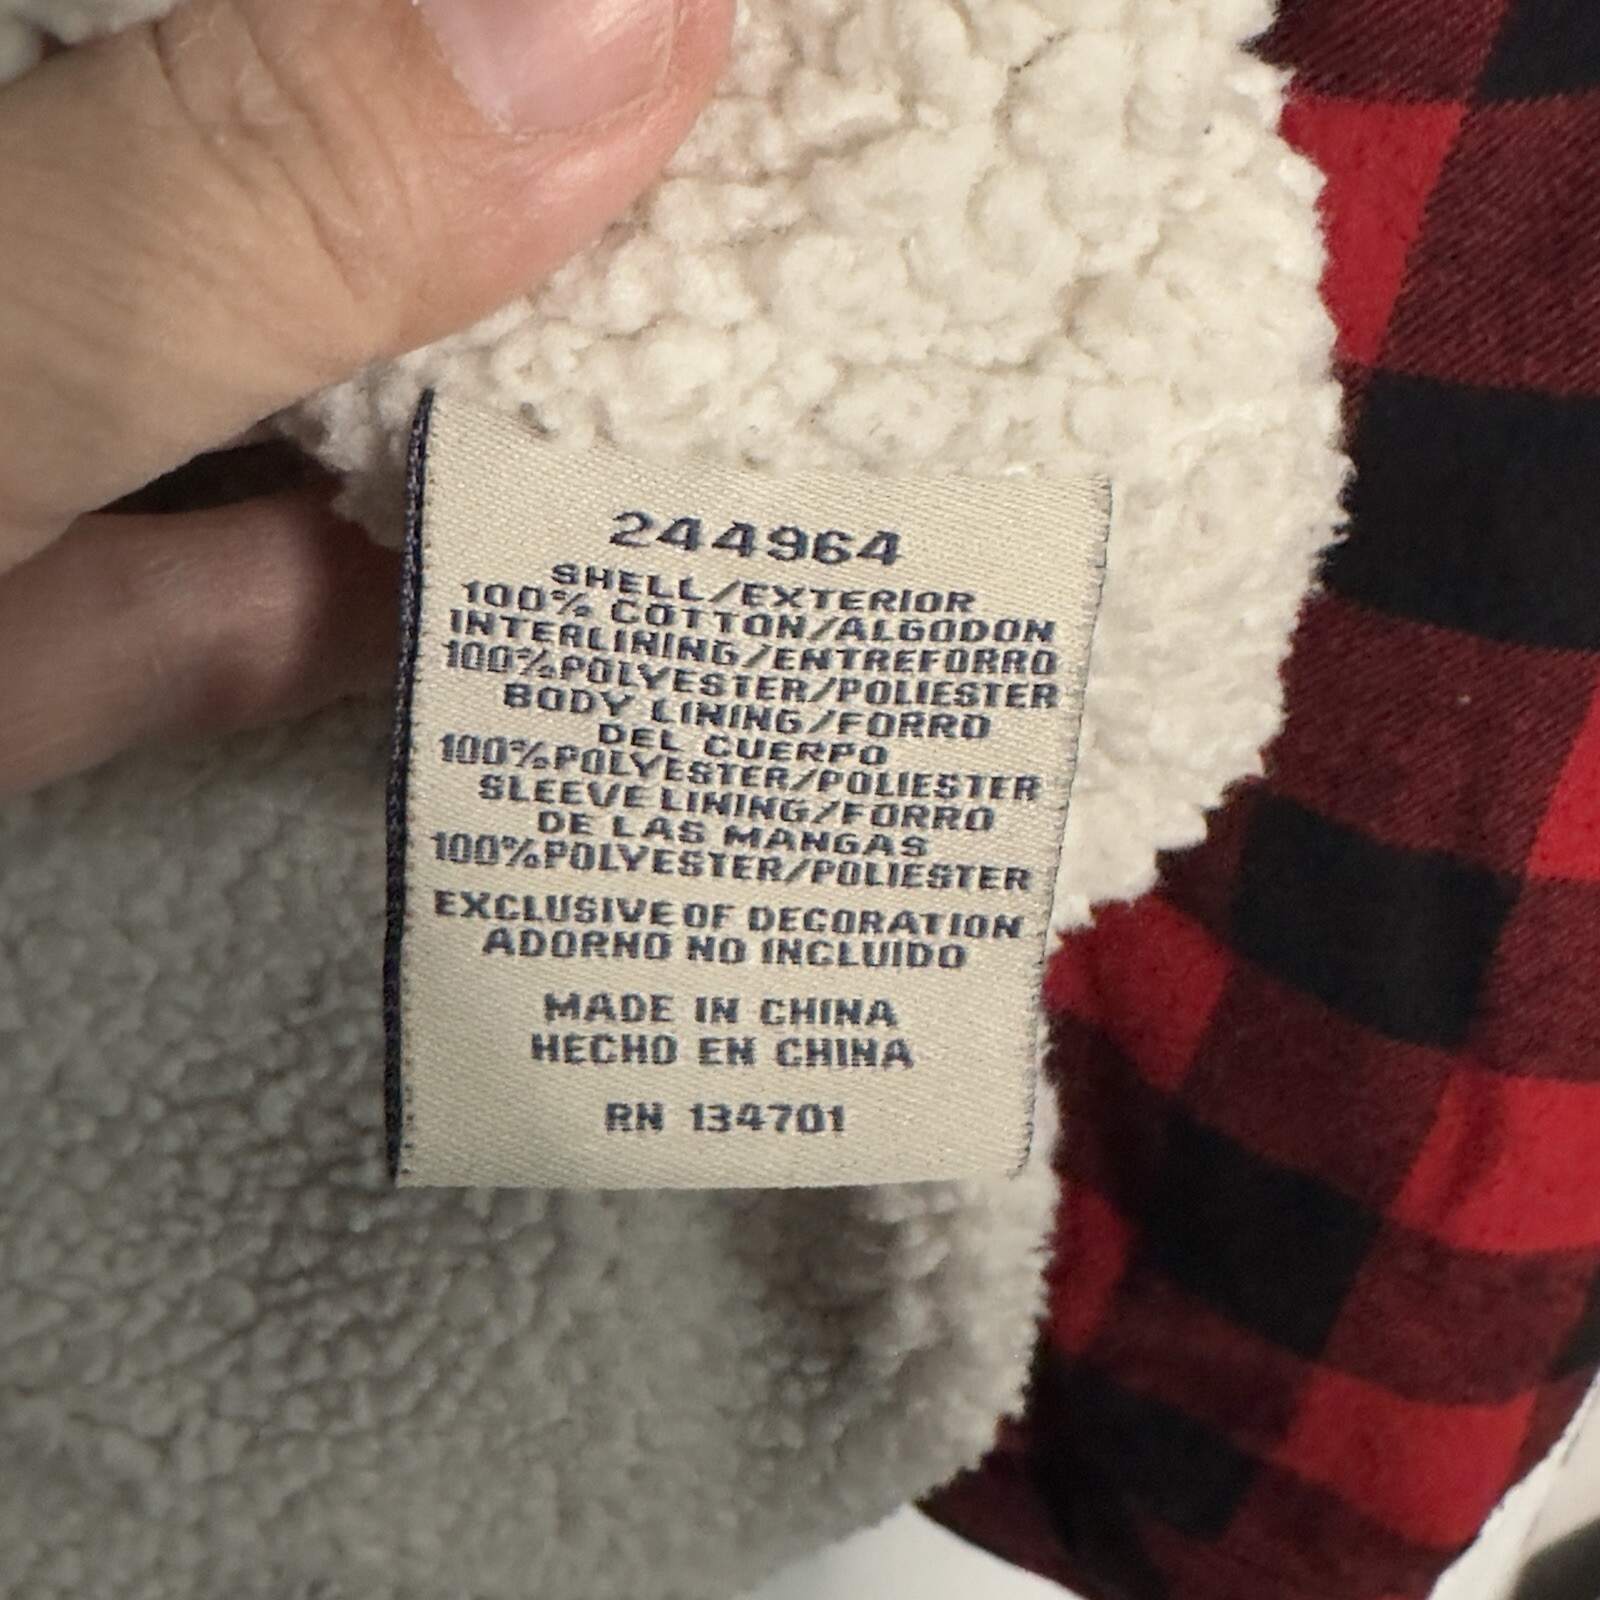 244964
SHELL/EXTERIOR
100% COTTON/ALGODON
INTERLINING/ENTREFORRO
100%POLYESTER/POLIESTER
BODY LINING/FORRO
DEL CUERPO
100%POLYESTER/POLIESTER
SLEEVE LINING/FORRO
DE LAS MANGAS
100%POLYESTER/POLIESTER
EXCLUSIVE OF DECORATION
ADORNO NO INCLUIDO
MADE IN CHINA
HECHO EN CHINA
RN 134701